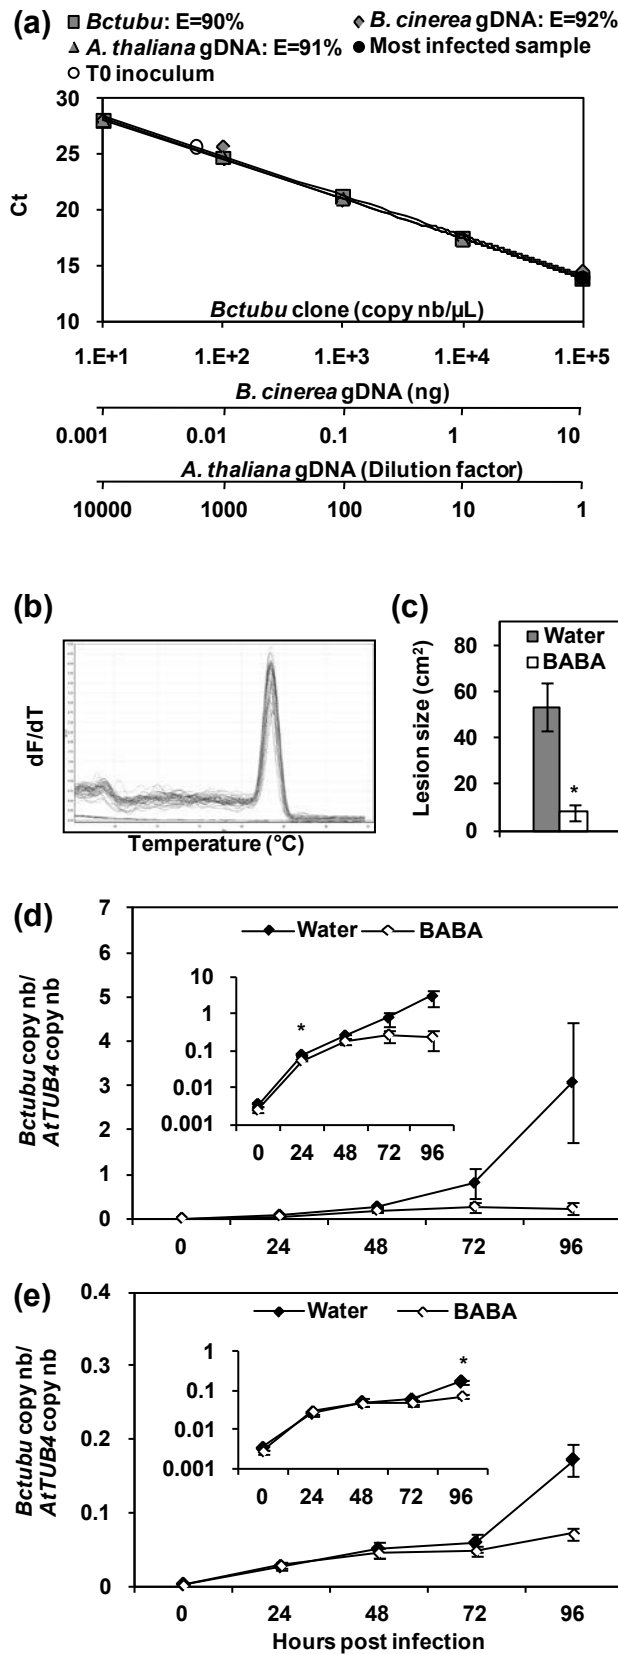 (a)
Bctubu: E=90%
B. cinerea gDNA: E=92%
A. thaliana gDNA: E=91%
Most infected sample
T0 inoculum
30
25
20
15
10
Ct
Bctubu clone (copy nb/µL)
1.E+1 1.E+2 1.E+3 1.E+4 1.E+5
B. cinerea gDNA (ng)
0.001 0.01 0.1 1 10
A. thaliana gDNA (Dilution factor)
10000 1000 100 10 1
(b)
dF/dT
Temperature (°C)
(c)
Lesion size (cm²)
80
60
40
20
0
Water
BABA
*
(d)
Bctubu copy nb/
AtTUB4 copy nb
7
6
5
4
3
2
1
0
Water BABA
10
1
0.1
0.01
0.001
*
0 24 48 72 96
0 24 48 72 96
(e)
Bctubu copy nb/
AtTUB4 copy nb
0.4
0.3
0.2
0.1
0
Water BABA
1
0.1
0.01
0.001
*
0 24 48 72 96
0 24 48 72 96
Hours post infection